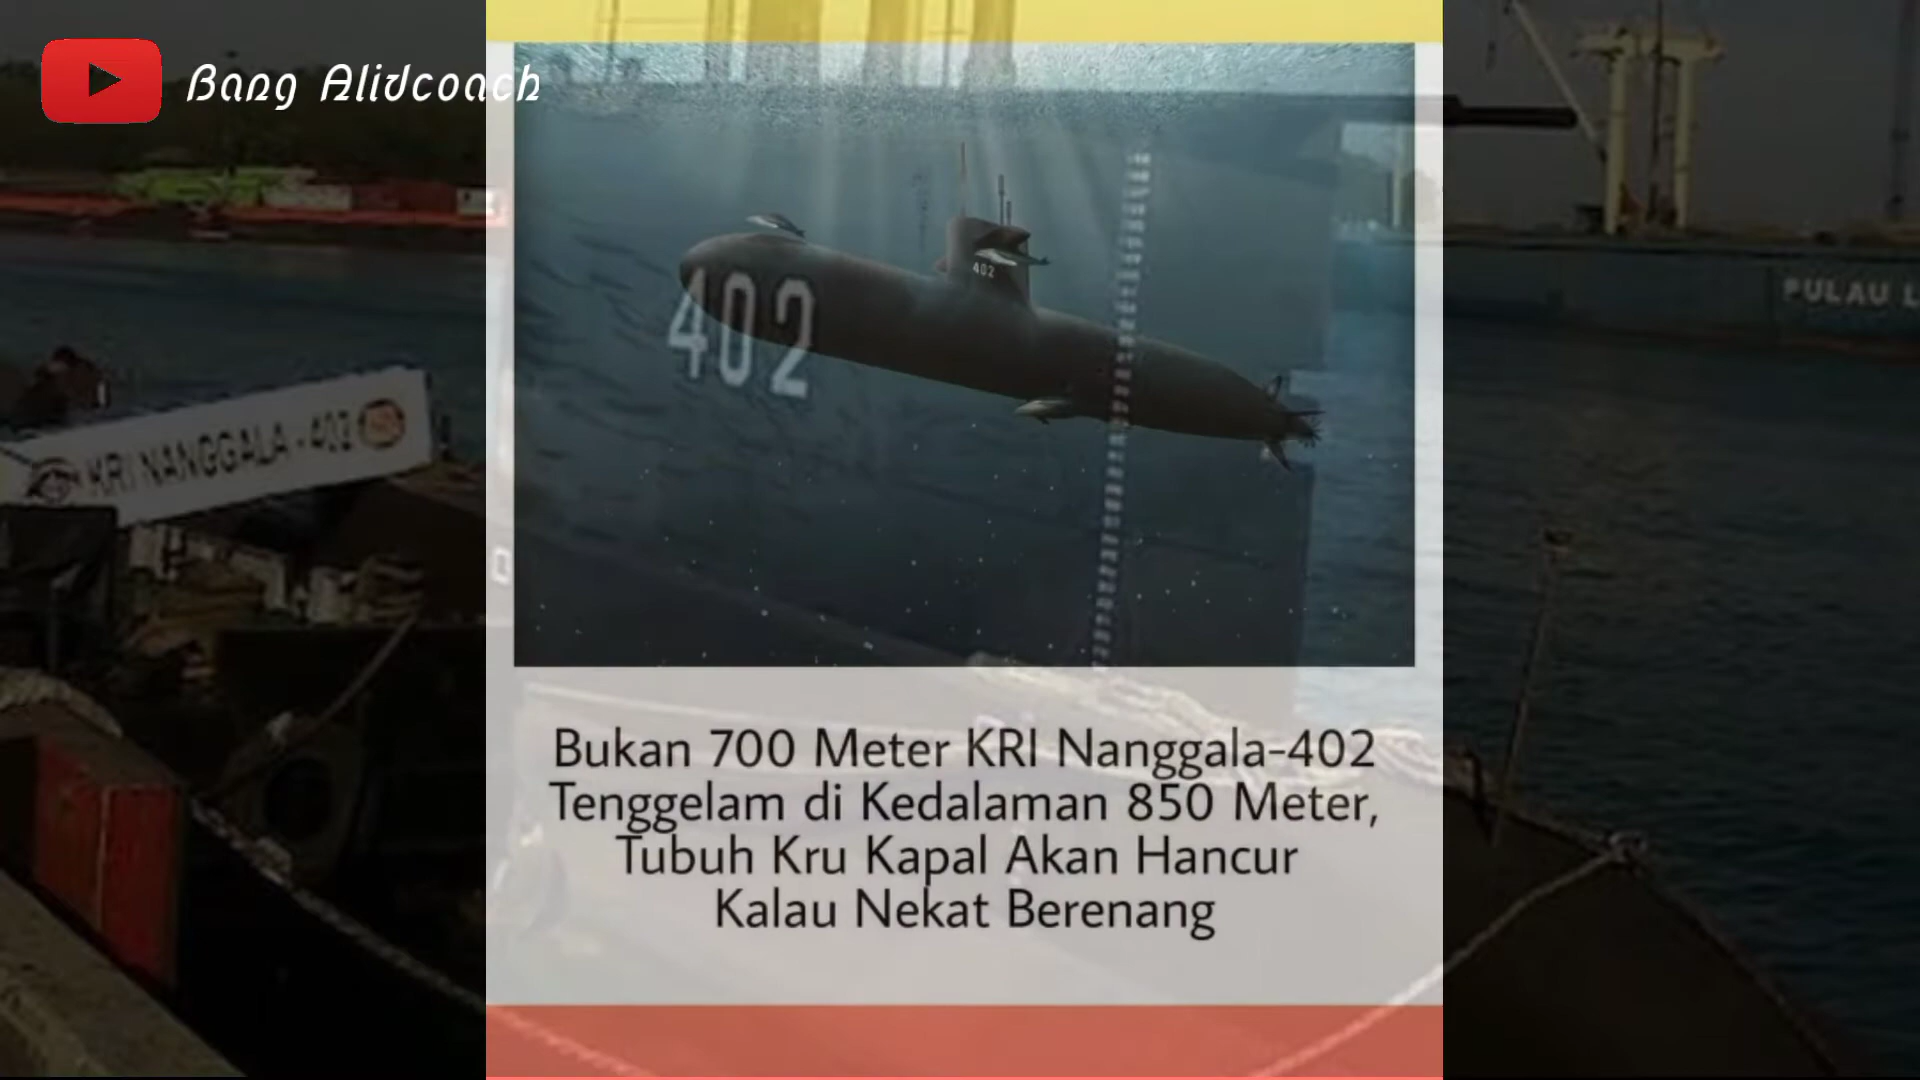 Bang Alidcoach
402
402
KRI NANGGALA - 402
PULAU L
Bukan 700 Meter KRI Nanggala-402
Tenggelam di Kedalaman 850 Meter,
Tubuh Kru Kapal Akan Hancur
Kalau Nekat Berenang